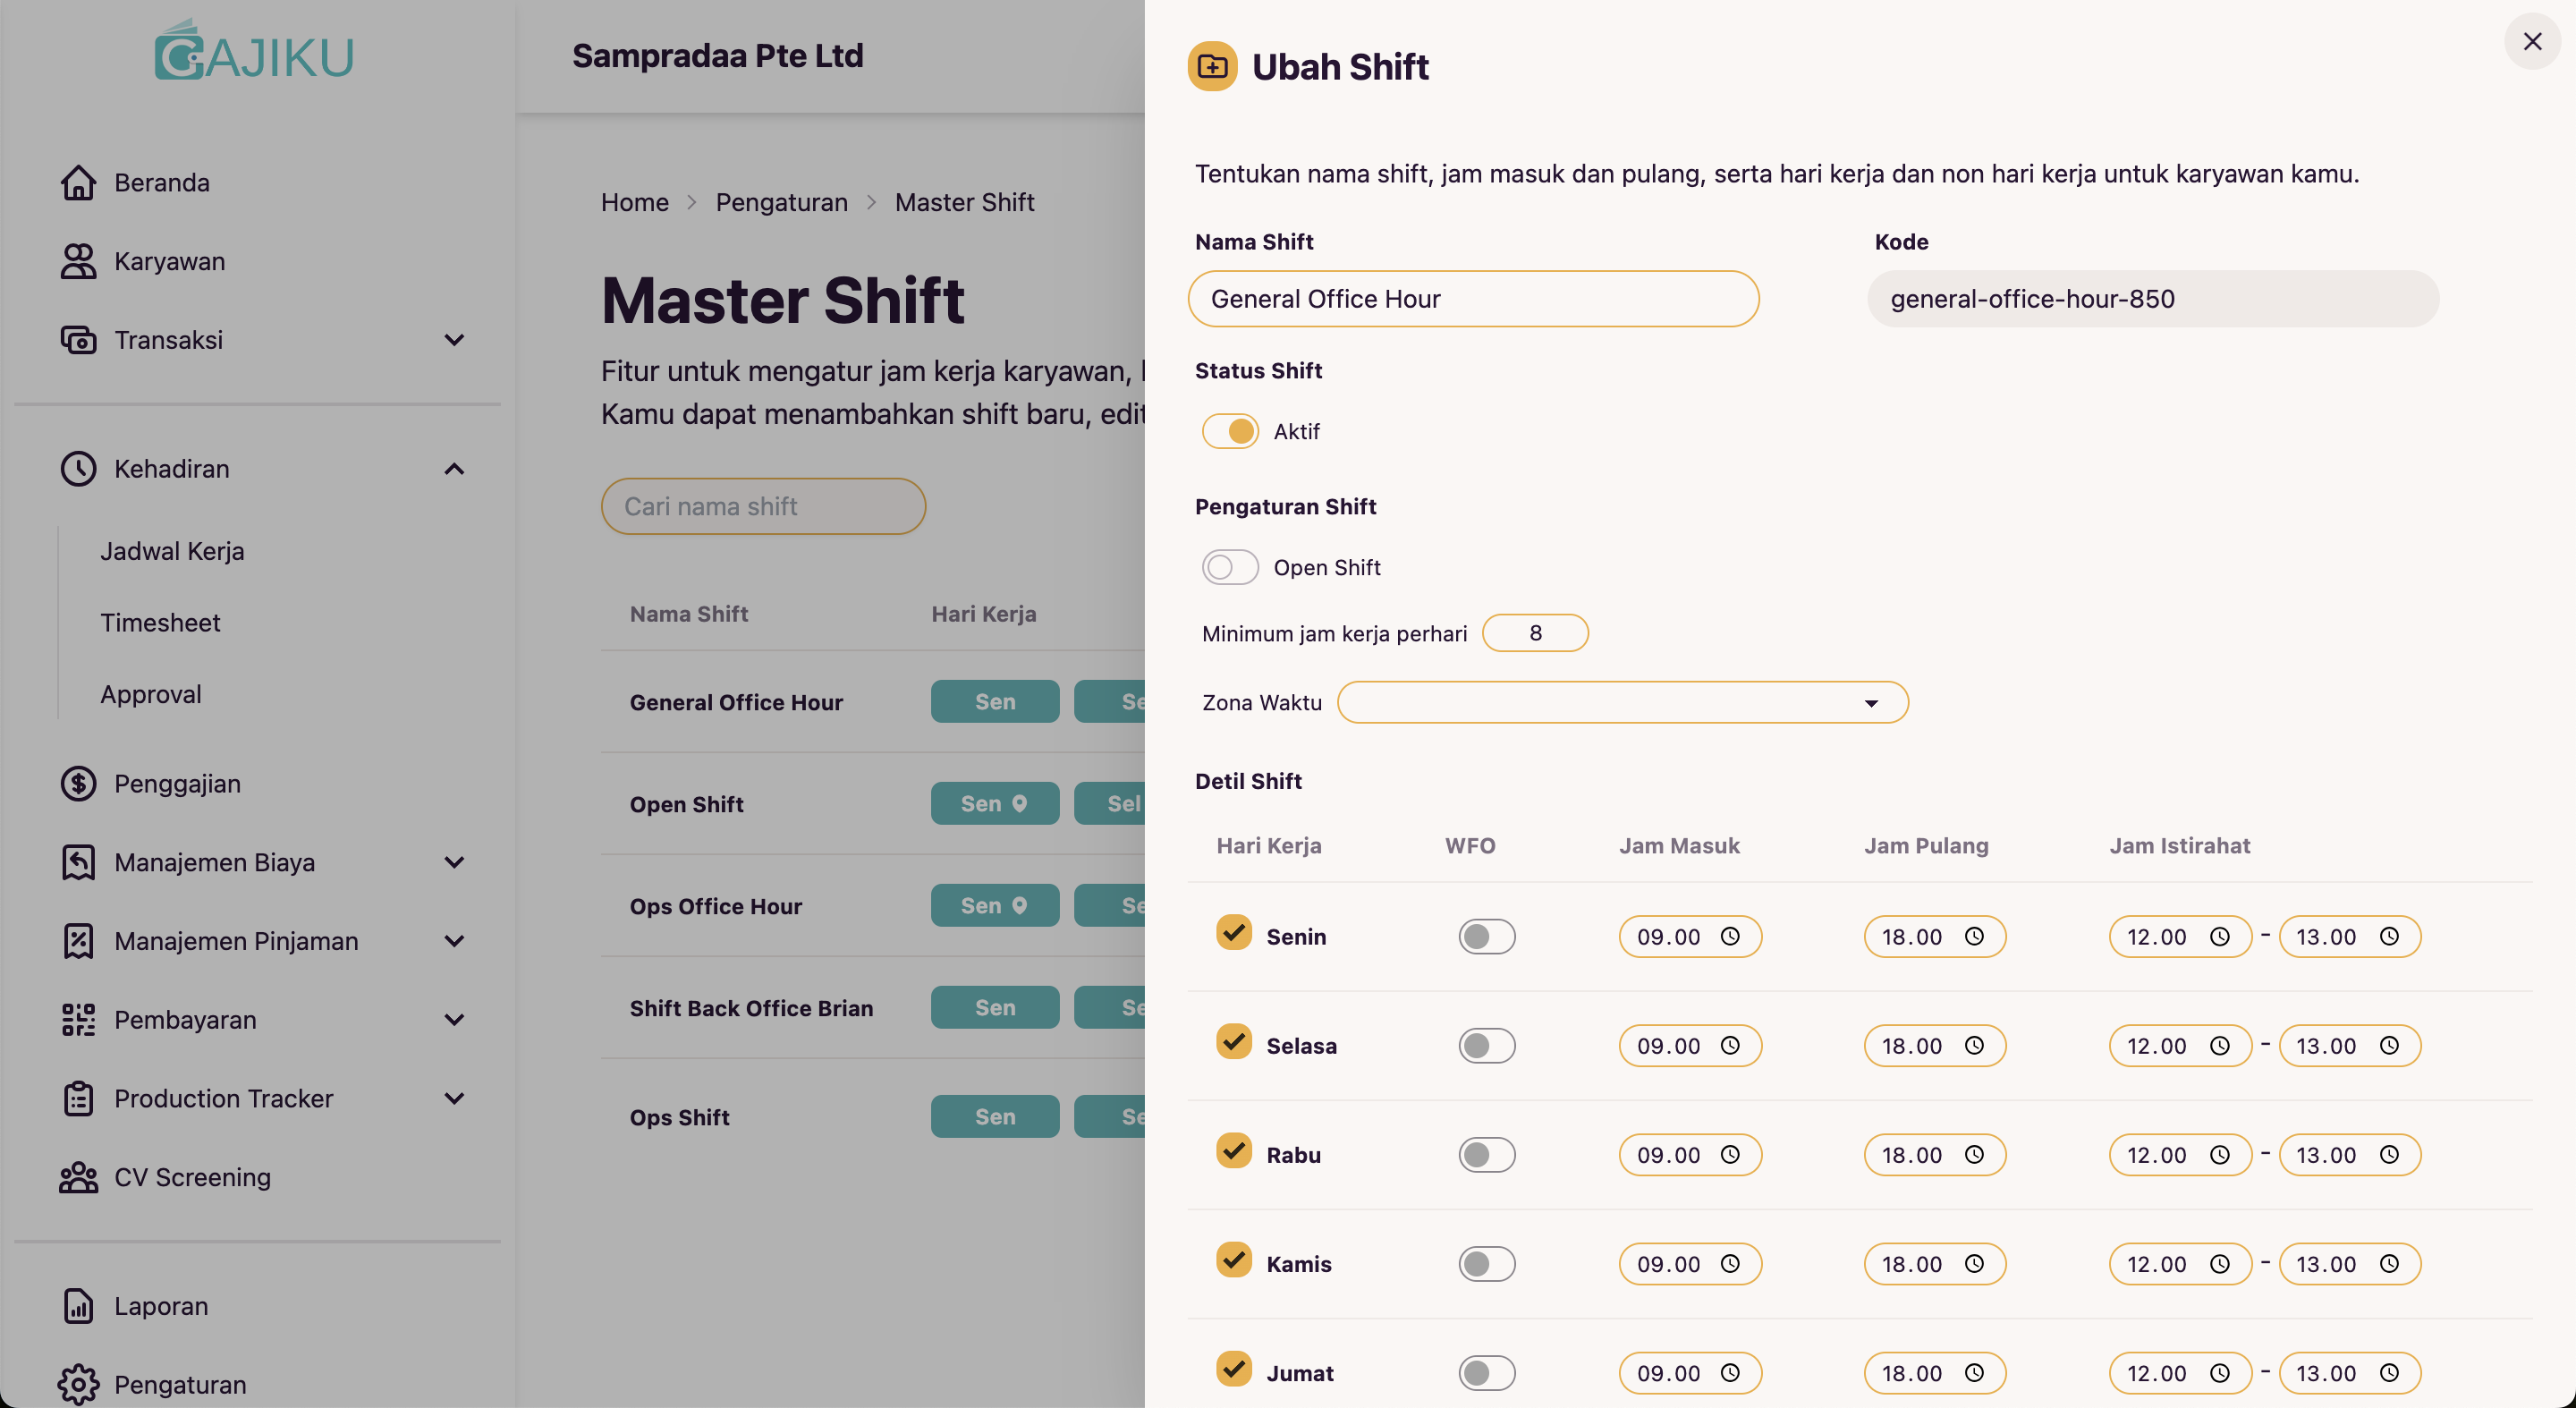 GAJIKU
Beranda
Karyawan
Transaksi
Kehadiran
Jadwal Kerja
Timesheet
Approval
Penggajian
Manajemen Biaya
Manajemen Pinjaman
Pembayaran
Production Tracker
CV Screening
Laporan
Pengaturan
Sampradaa Pte Ltd
Home > Pengaturan > Master Shift
Master Shift
Fitur untuk mengatur jam kerja karyawan,
Kamu dapat menambahkan shift baru, edit
Cari nama shift
Nama Shift Hari Kerja
General Office Hour Sen Se
Open Shift Sen Sel
Ops Office Hour Sen Se
Shift Back Office Brian Sen Se
Ops Shift Sen Se
Ubah Shift
Tentukan nama shift, jam masuk dan pulang, serta hari kerja dan non hari kerja untuk karyawan kamu.
Nama Shift Kode
General Office Hour general-office-hour-850
Status Shift
Aktif
Pengaturan Shift
Open Shift
Minimum jam kerja perhari 8
Zona Waktu
Detil Shift
Hari Kerja WFO Jam Masuk Jam Pulang Jam Istirahat
Senin 09.00 18.00 12.00 - 13.00
Selasa 09.00 18.00 12.00 - 13.00
Rabu 09.00 18.00 12.00 - 13.00
Kamis 09.00 18.00 12.00 - 13.00
Jumat 09.00 18.00 12.00 - 13.00